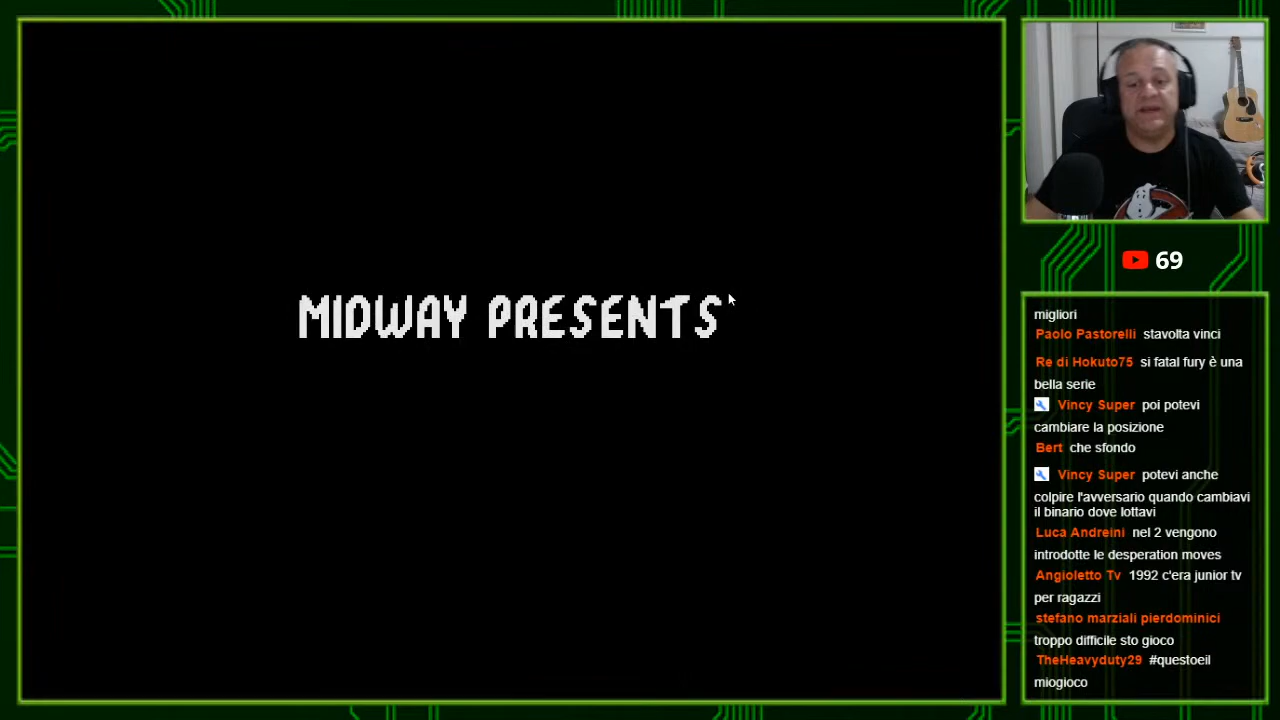 MIDWAY PRESENTS
69
migliori
Paolo Pastorelli stavolta vinci
Re di Hokuto75 si fatal fury è una
bella serie
Vincy Super poi potevi
cambiare la posizione
Bert che sfondo
Vincy Super potevi anche
colpire l'avversario quando cambiavi
il binario dove lottavi
Luca Andreini nel 2 vengono
introdotte le desperation moves
Angioletto Tv 1992 c'era junior tv
per ragazzi
stefano marziali pierdominici
troppo difficile sto gioco
TheHeavyduty29 #questoeil
miogioco